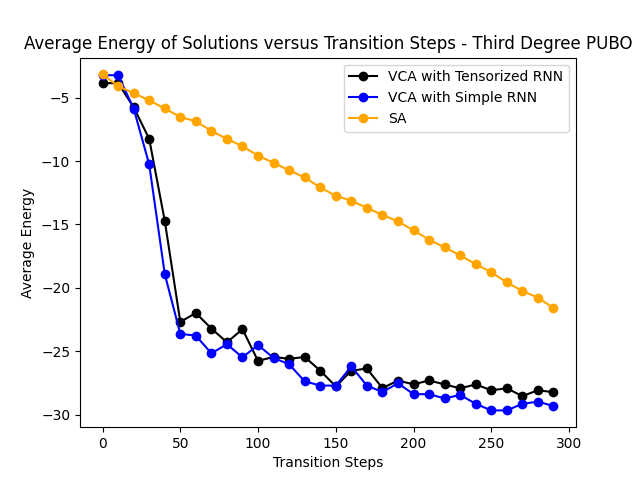 Average Energy of Solutions versus Transition Steps - Third Degree PUBO
VCA with Tensorized RNN
VCA with Simple RNN
SA
Average Energy
−5
−10
−15
−20
−25
−30
0 50 100 150 200 250 300
Transition Steps